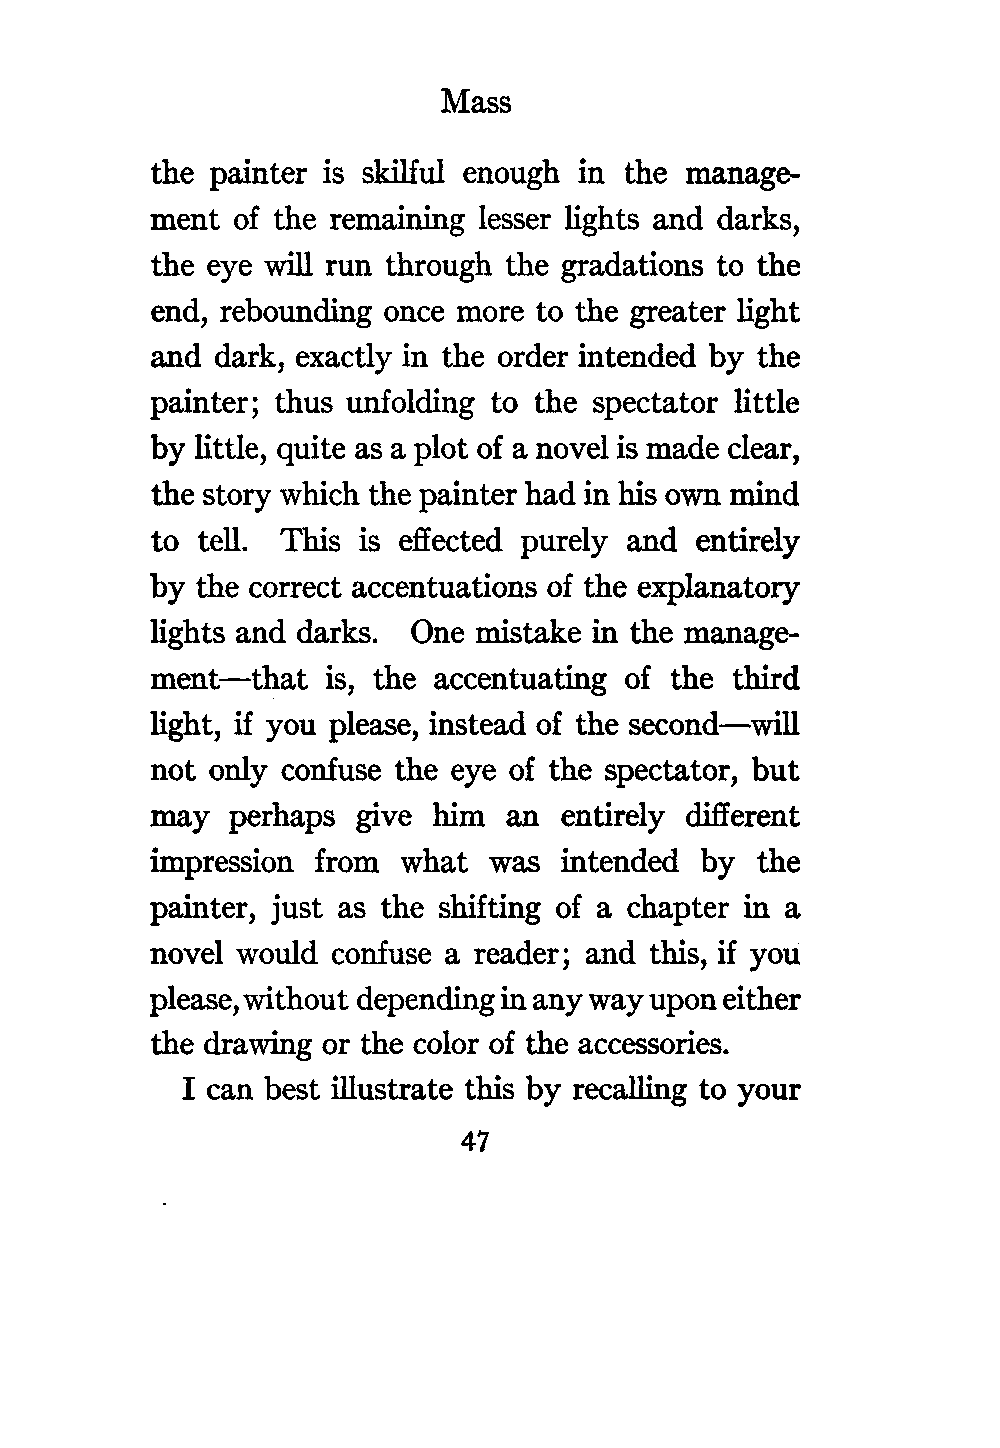 Mass
the painter is skilful enough in the manage-
ment of the remaining lesser lights and darks,
the eye will run through the gradations to the
end, rebounding once more to the greater light
and dark, exactly in the order intended by the
painter; thus unfolding to the spectator little
by little, quite as a plot of a novel is made clear,
the story which the painter had in his own mind
to tell. This is effected purely and entirely
by the correct accentuations of the explanatory
lights and darks. One mistake in the manage-
ment—that is, the accentuating of the third
light, if you please, instead of the second—will
not only confuse the eye of the spectator, but
may perhaps give him an entirely different
impression from what was intended by the
painter, just as the shifting of a chapter in a
novel would confuse a reader; and this, if you
please, without depending in any way upon either
the drawing or the color of the accessories.
I can best illustrate this by recalling to your
47